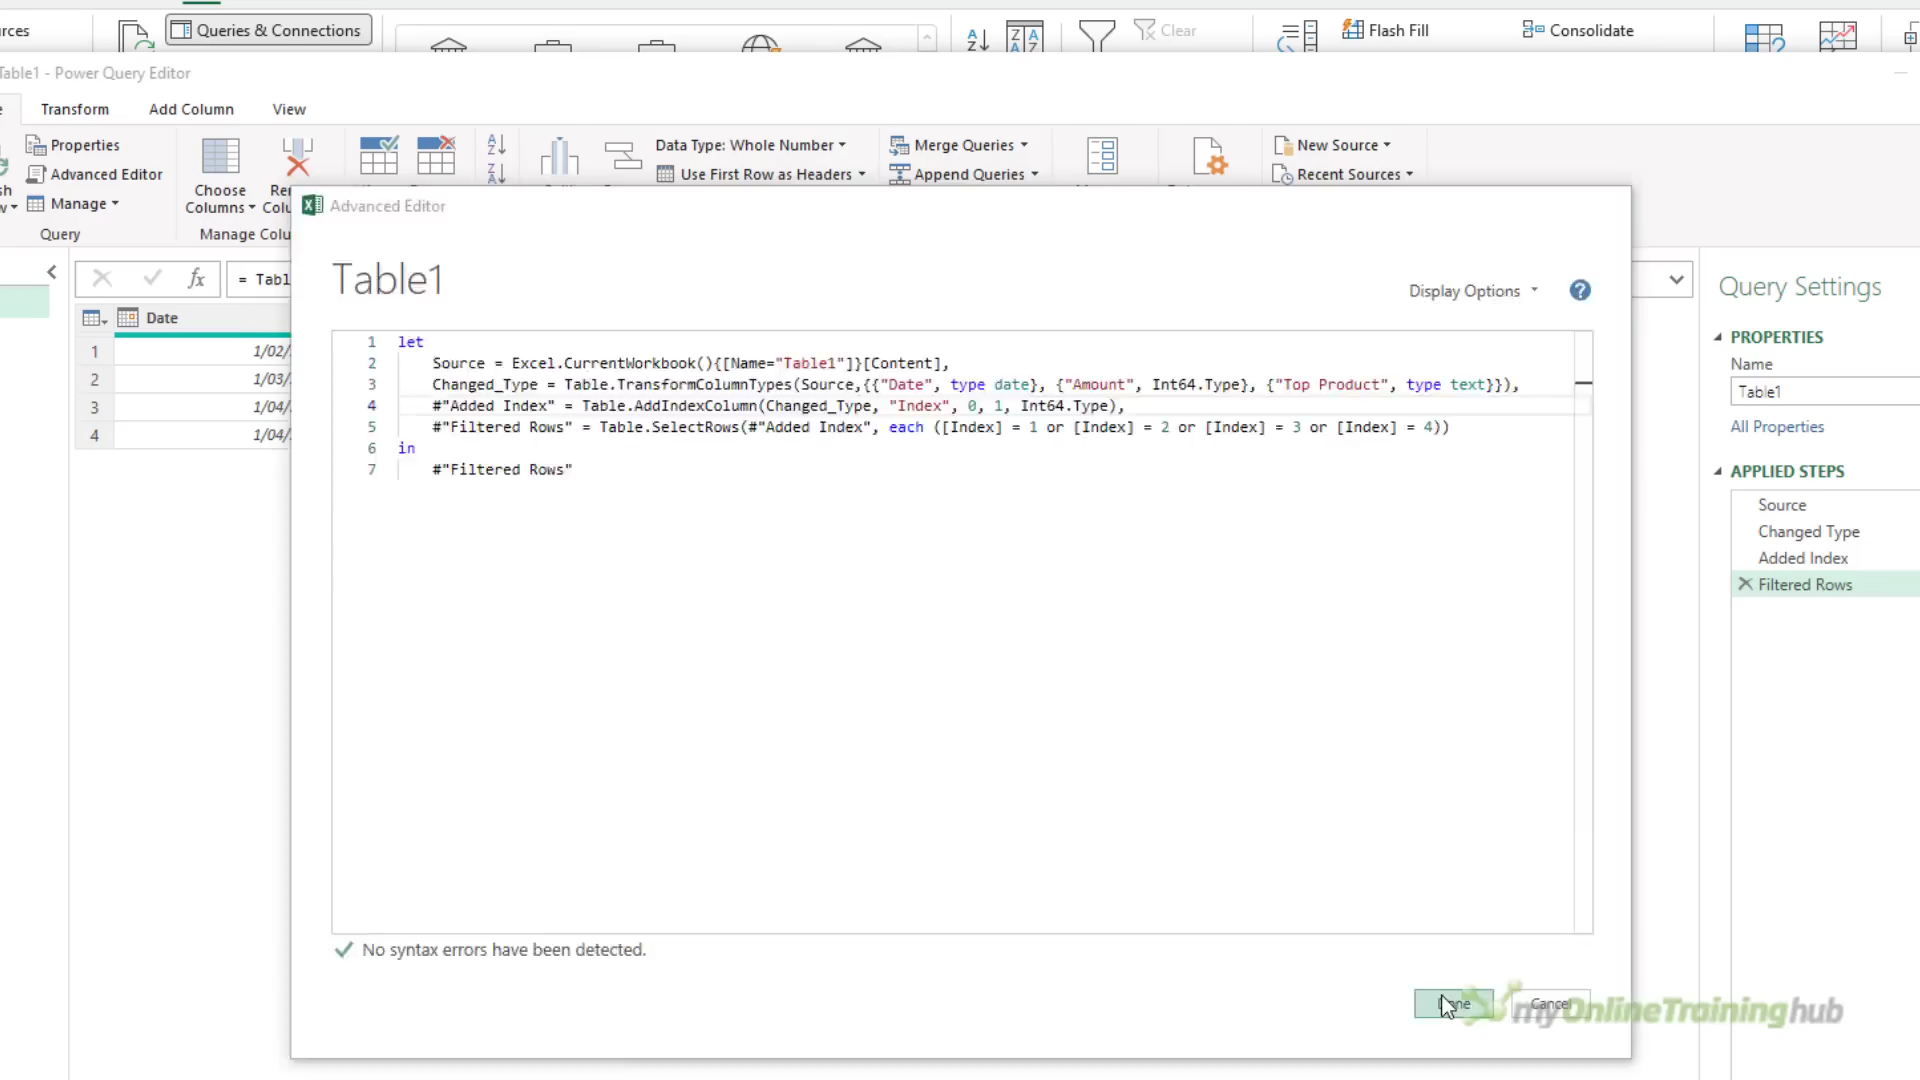 Queries & Connections
Clear
Flash Fill
Consolidate
Table1 - Power Query Editor
Transform
Add Column
View
Properties
Advanced Editor
Manage
Query
Choose
Columns
Manage Colu
Data Type: Whole Number
Use First Row as Headers
Merge Queries
Append Queries
New Source
Recent Sources
Advanced Editor
Table1
Display Options
fx
= Tabl
Date
1 1/02/
2 1/03/
3 1/04/
4 1/04/
1 let
2 Source = Excel.CurrentWorkbook(){[Name="Table1"]}[Content],
3 Changed_Type = Table.TransformColumnTypes(Source,{{"Date", type date}, {"Amount", Int64.Type}, {"Top Product", type text}}),
4 #"Added Index" = Table.AddIndexColumn(Changed_Type, "Index", 0, 1, Int64.Type),
5 #"Filtered Rows" = Table.SelectRows(#"Added Index", each ([Index] = 1 or [Index] = 2 or [Index] = 3 or [Index] = 4))
6 in
7 #"Filtered Rows"
No syntax errors have been detected.
Done
Cancel
myOnlineTraininghub
Query Settings
PROPERTIES
Name
Table1
All Properties
APPLIED STEPS
Source
Changed Type
Added Index
Filtered Rows